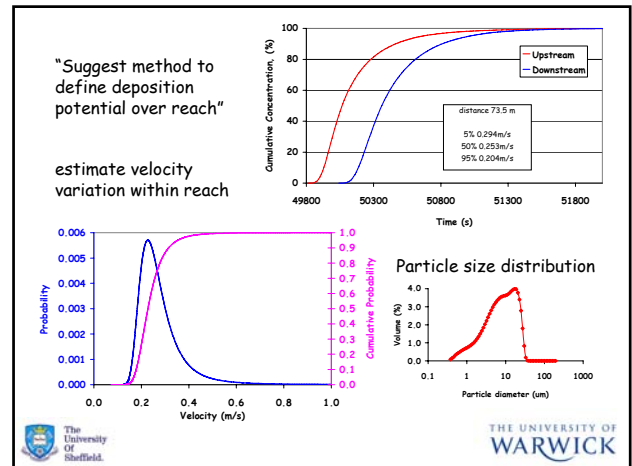 “Suggest method to
define deposition
potential over reach”
estimate velocity
variation within reach
Cumulative Concentration, (%)
100
80
60
40
20
0
Upstream
Downstream
distance 73.5 m
5% 0.294m/s
50% 0.253m/s
95% 0.204m/s
49800 50300 50800 51300 51800
Time (s)
Probability
0.006
0.005
0.004
0.003
0.002
0.001
0.000
1.0
0.9
0.8
0.7
0.6
0.5
0.4
0.3
0.2
0.1
0.0
Cumulative Probability
0.0 0.2 0.4 0.6 0.8 1.0
Velocity (m/s)
Particle size distribution
Volume (%)
4.0
3.0
2.0
1.0
0.0
0.1 1 10 100 1000
Particle diameter (um)
The
University
Of
Sheffield.
THE UNIVERSITY OF
WARWICK